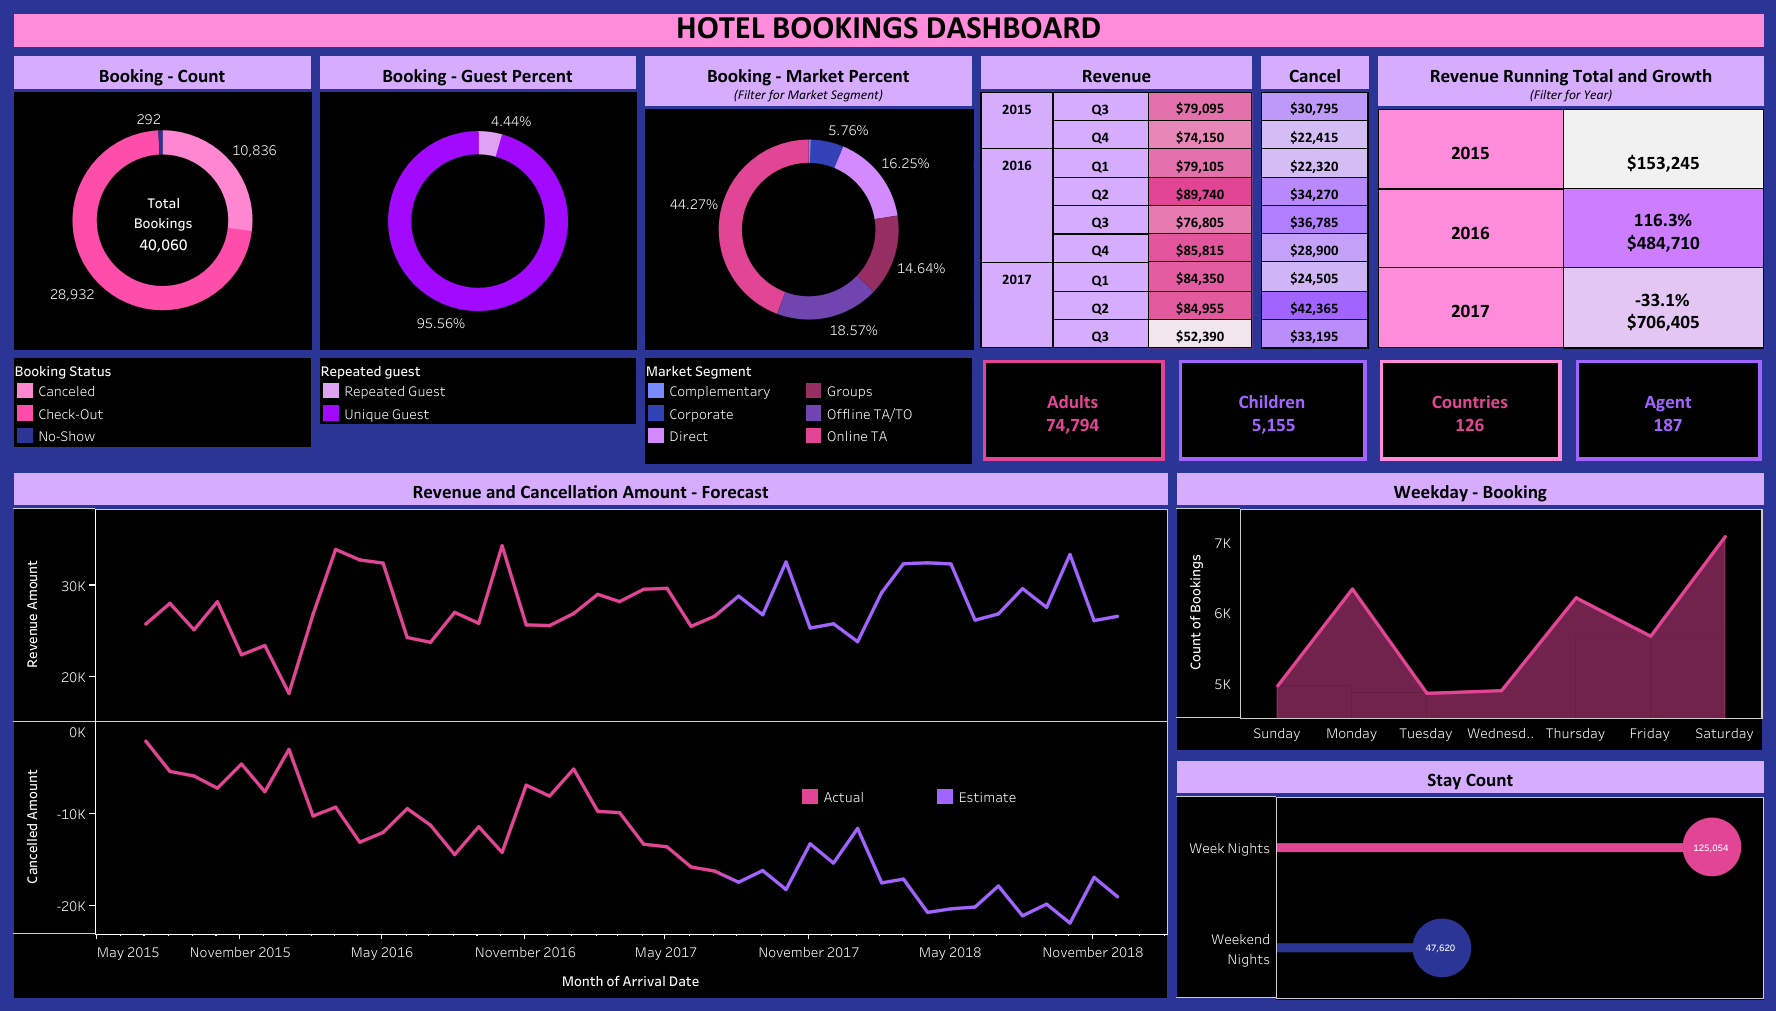 HOTEL BOOKINGS DASHBOARD
Booking - Count
292
10,836
Total
Bookings
40,060
28,932
Booking Status
Canceled
Check-Out
No-Show
Booking - Guest Percent
4.44%
95.56%
Repeated guest
Repeated Guest
Unique Guest
Booking - Market Percent
(Filter for Market Segment)
5.76%
16.25%
44.27%
14.64%
18.57%
Market Segment
Complementary
Corporate
Direct
Groups
Offline TA/TO
Online TA
Revenue Cancel
2015 Q3 $79,095 $30,795
Q4 $74,150 $22,415
2016 Q1 $79,105 $22,320
Q2 $89,740 $34,270
Q3 $76,805 $36,785
Q4 $85,815 $28,900
2017 Q1 $84,350 $24,505
Q2 $84,955 $42,365
Q3 $52,390 $33,195
Revenue Running Total and Growth
(Filter for Year)
2015
$153,245
2016
116.3%
$484,710
2017
-33.1%
$706,405
Adults
74,794
Children
5,155
Countries
126
Agent
187
Revenue and Cancellation Amount - Forecast
Revenue Amount
30K
20K
Cancelled Amount
0K
-10K
-20K
Actual
Estimate
May 2015 November 2015 May 2016 November 2016 May 2017 November 2017 May 2018 November 2018
Month of Arrival Date
Weekday - Booking
Count of Bookings
7K
6K
5K
Sunday Monday Tuesday Wednesd.. Thursday Friday Saturday
Stay Count
Week Nights
125,054
Weekend
Nights
47,620